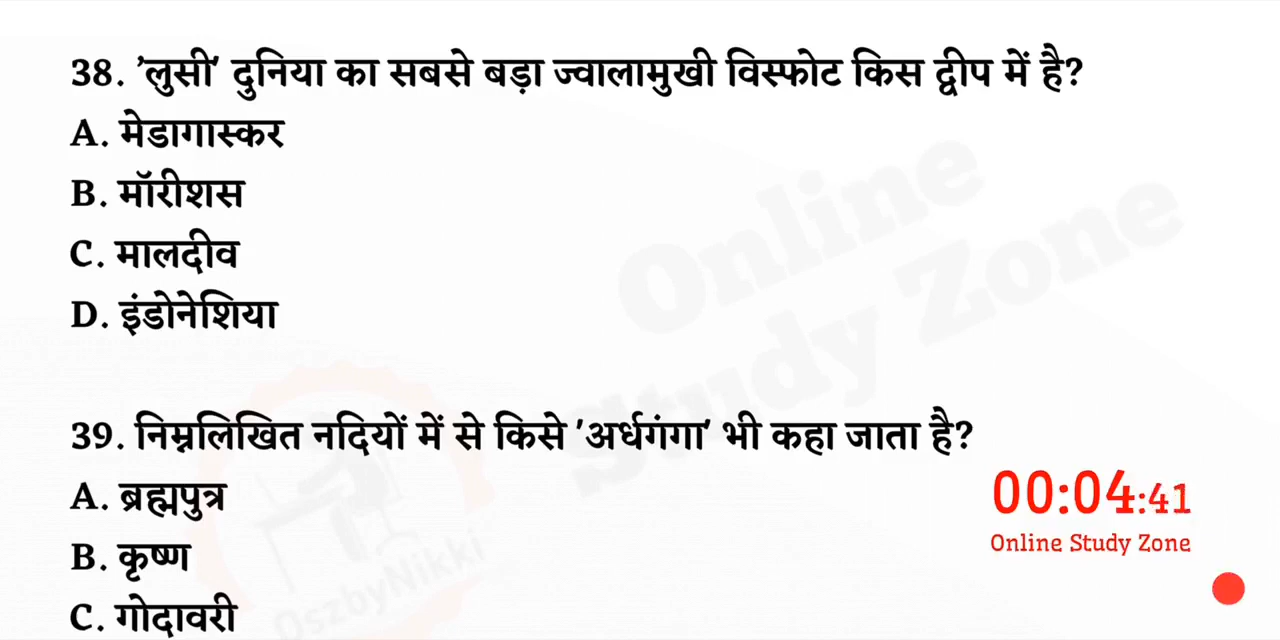 38. 'लुसी' दुनिया का सबसे बड़ा ज्वालामुखी विस्फोट किस द्वीप में है?
A. मेडागास्कर
B. मॉरीशस
C. मालदीव
D. इंडोनेशिया
Online
Study Zone
39. निम्नलिखित नदियों में से किसे 'अर्धगंगा' भी कहा जाता है?
A. ब्रह्मपुत्र
B. कृष्ण
C. गोदावरी
00:04:41
Online Study Zone
OszbyNikki